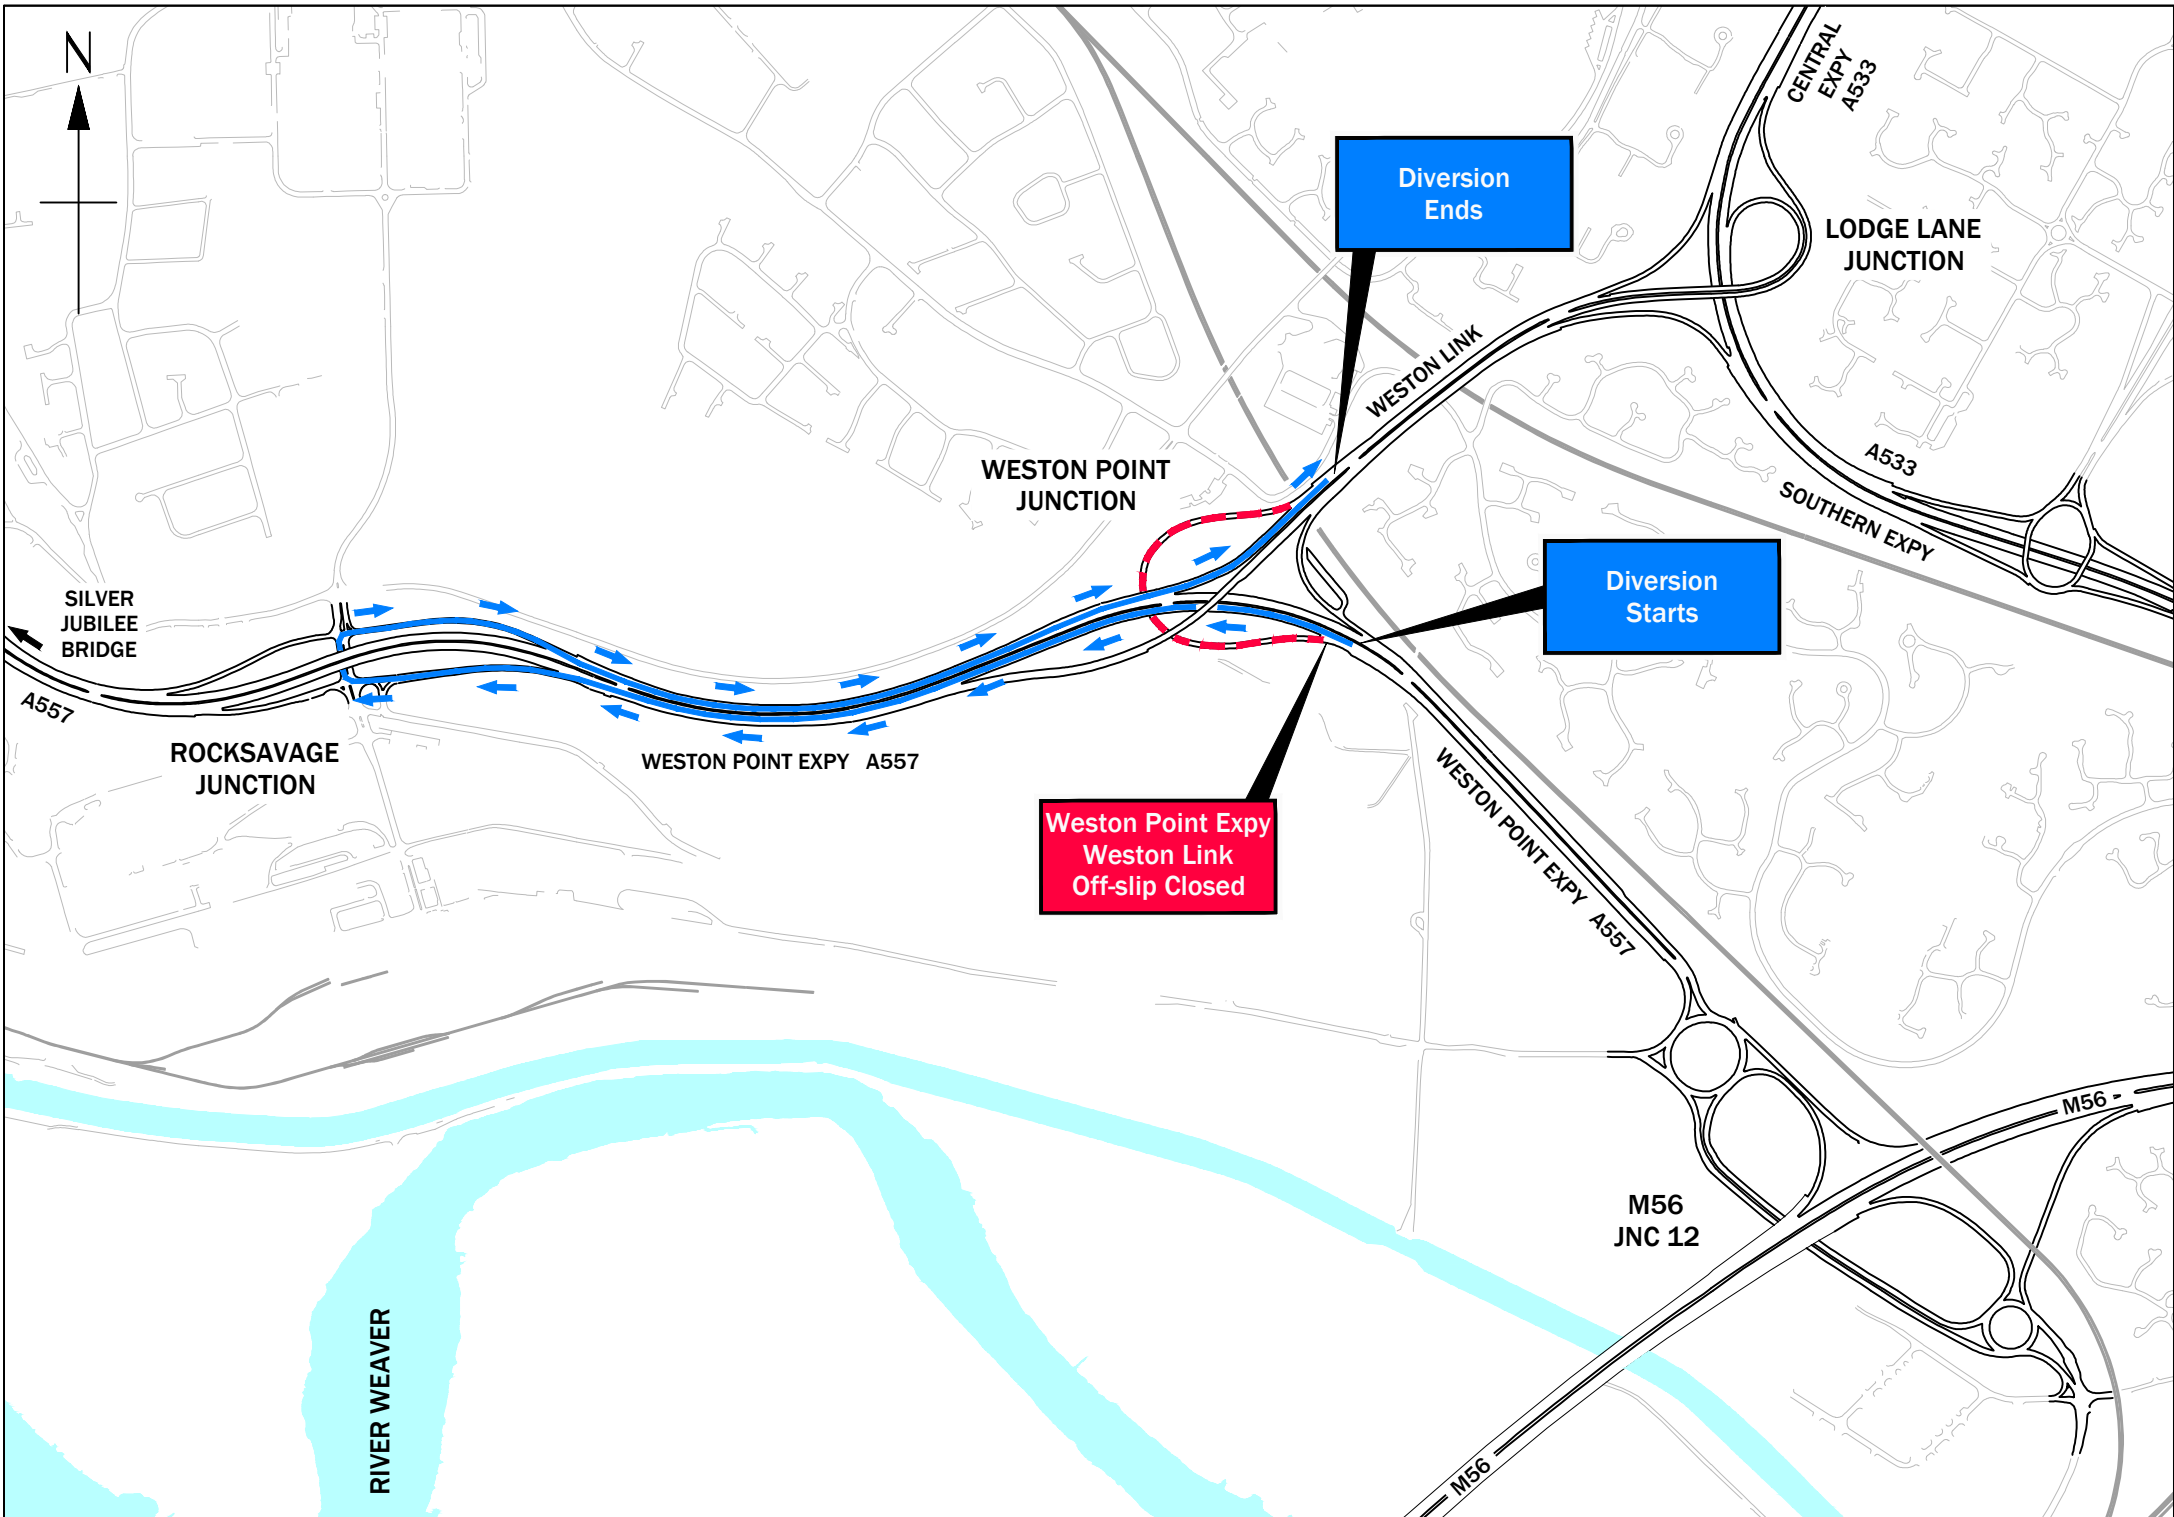 N
CENTRAL
EXPY
A533
Diversion
Ends
LODGE LANE
JUNCTION
WESTON LINK
A533
SOUTHERN EXPY
WESTON POINT
JUNCTION
Diversion
Starts
SILVER
JUBILEE
BRIDGE
A557
ROCKSAVAGE
JUNCTION
WESTON POINT EXPY A557
Weston Point Expy
Weston Link
Off-slip Closed
WESTON POINT EXPY A557
M56
M56
JNC 12
RIVER WEAVER
M56